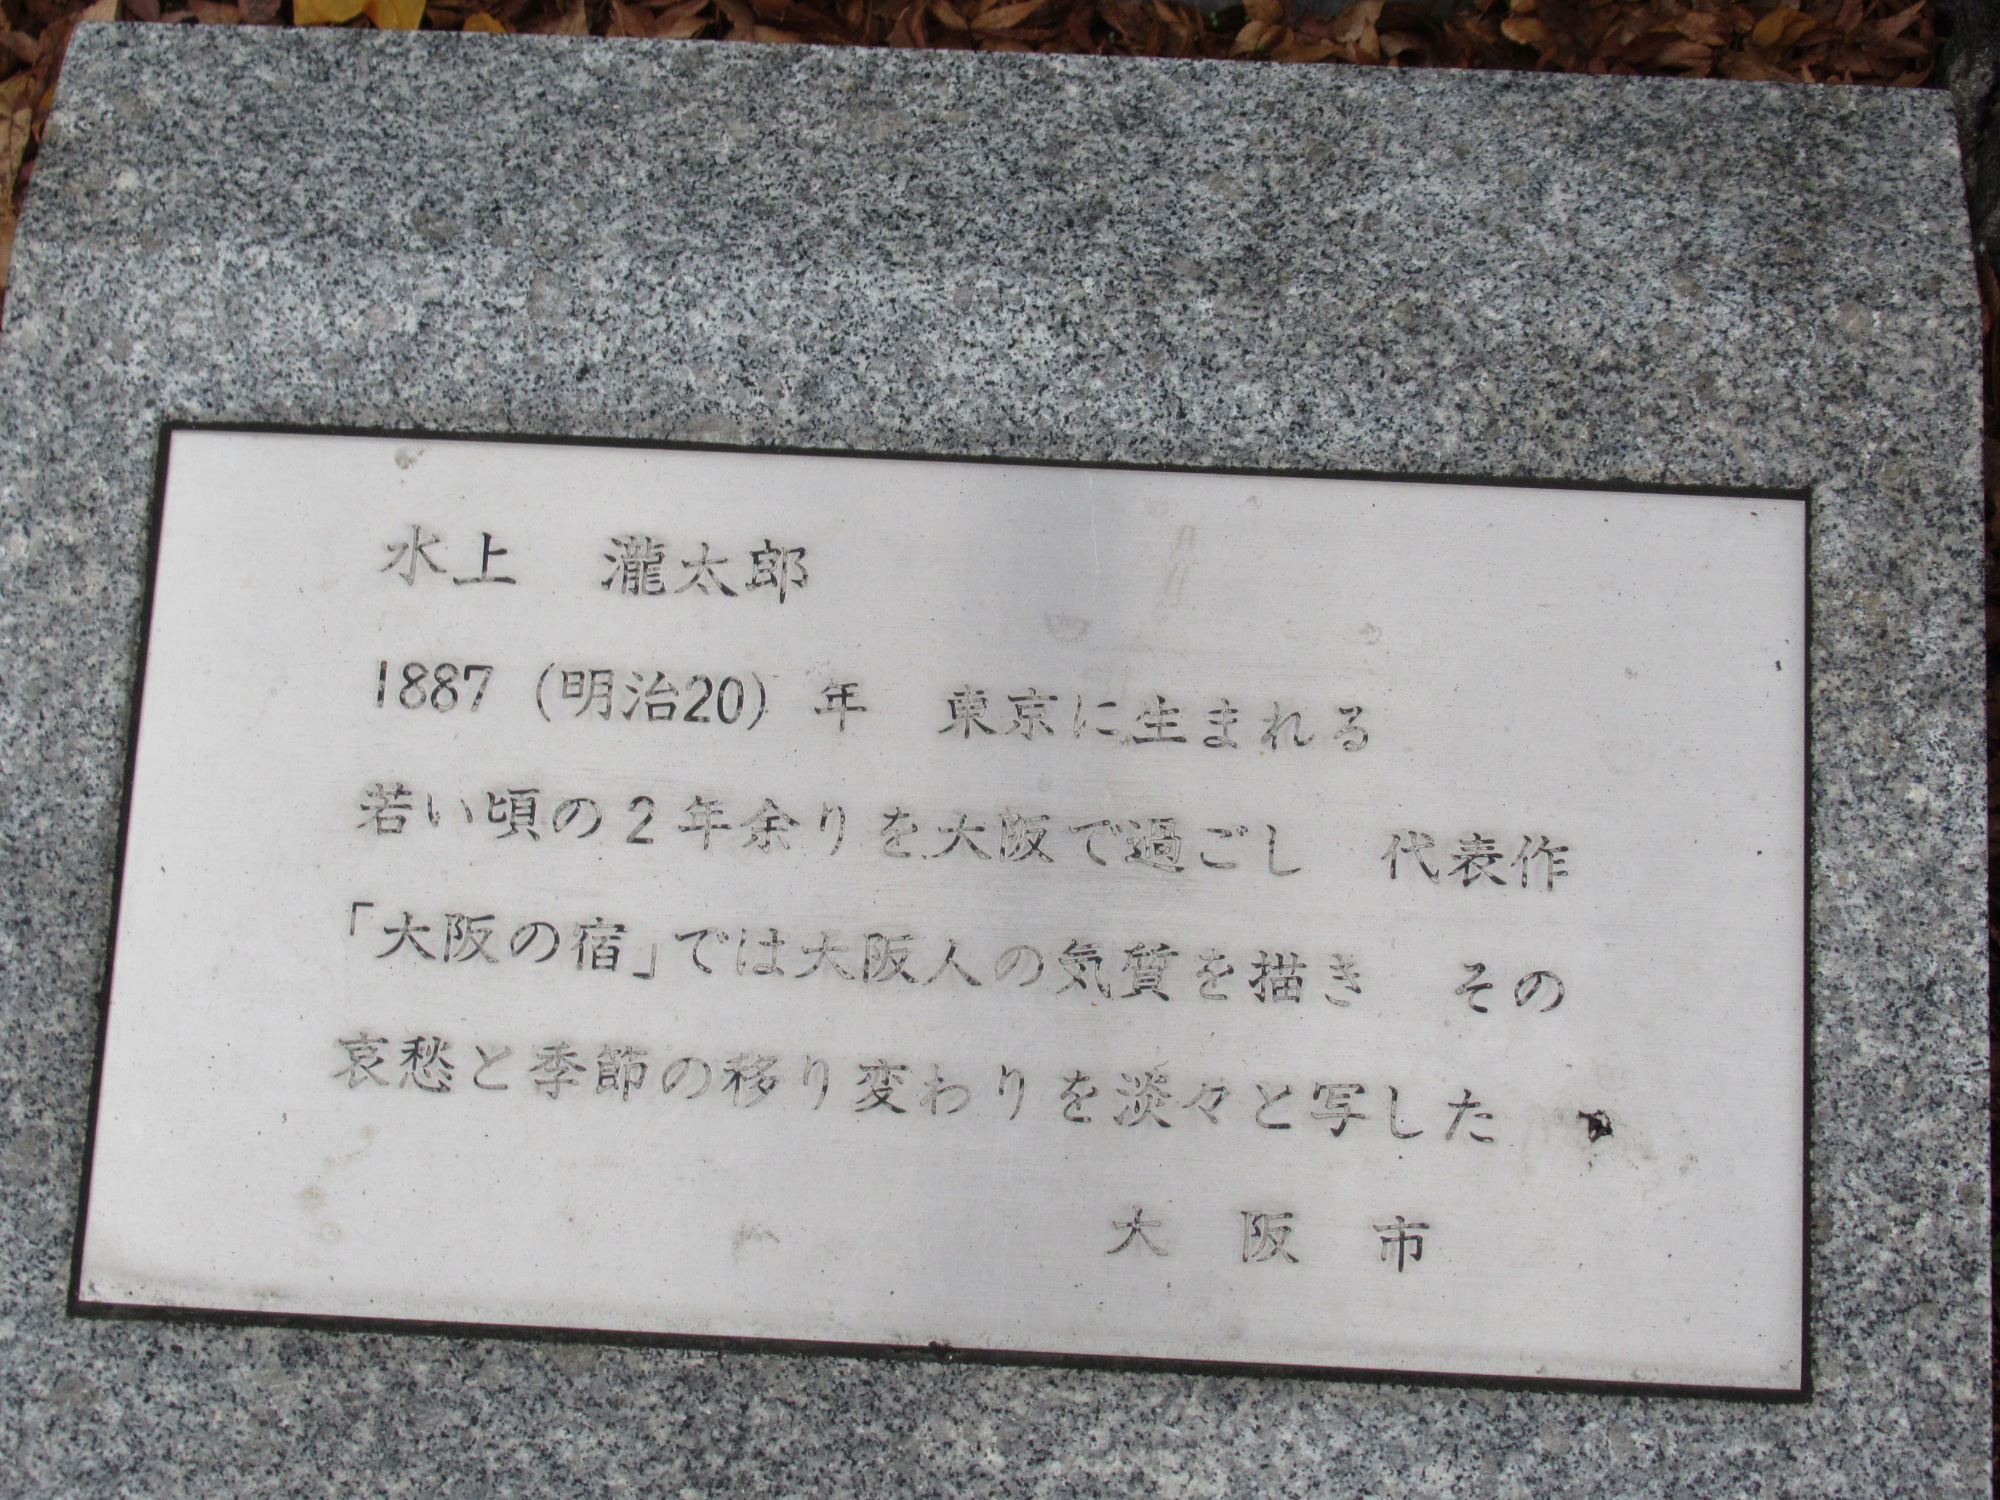 水上　瀧太郎
1887（明治20）年　東京に生まれる
若い頃の2年余りを大阪で過ごし　代表作
「大阪の宿」では大阪人の気質を描き　その
哀愁と季節の移り変わりを淡々と写した
大　阪　市